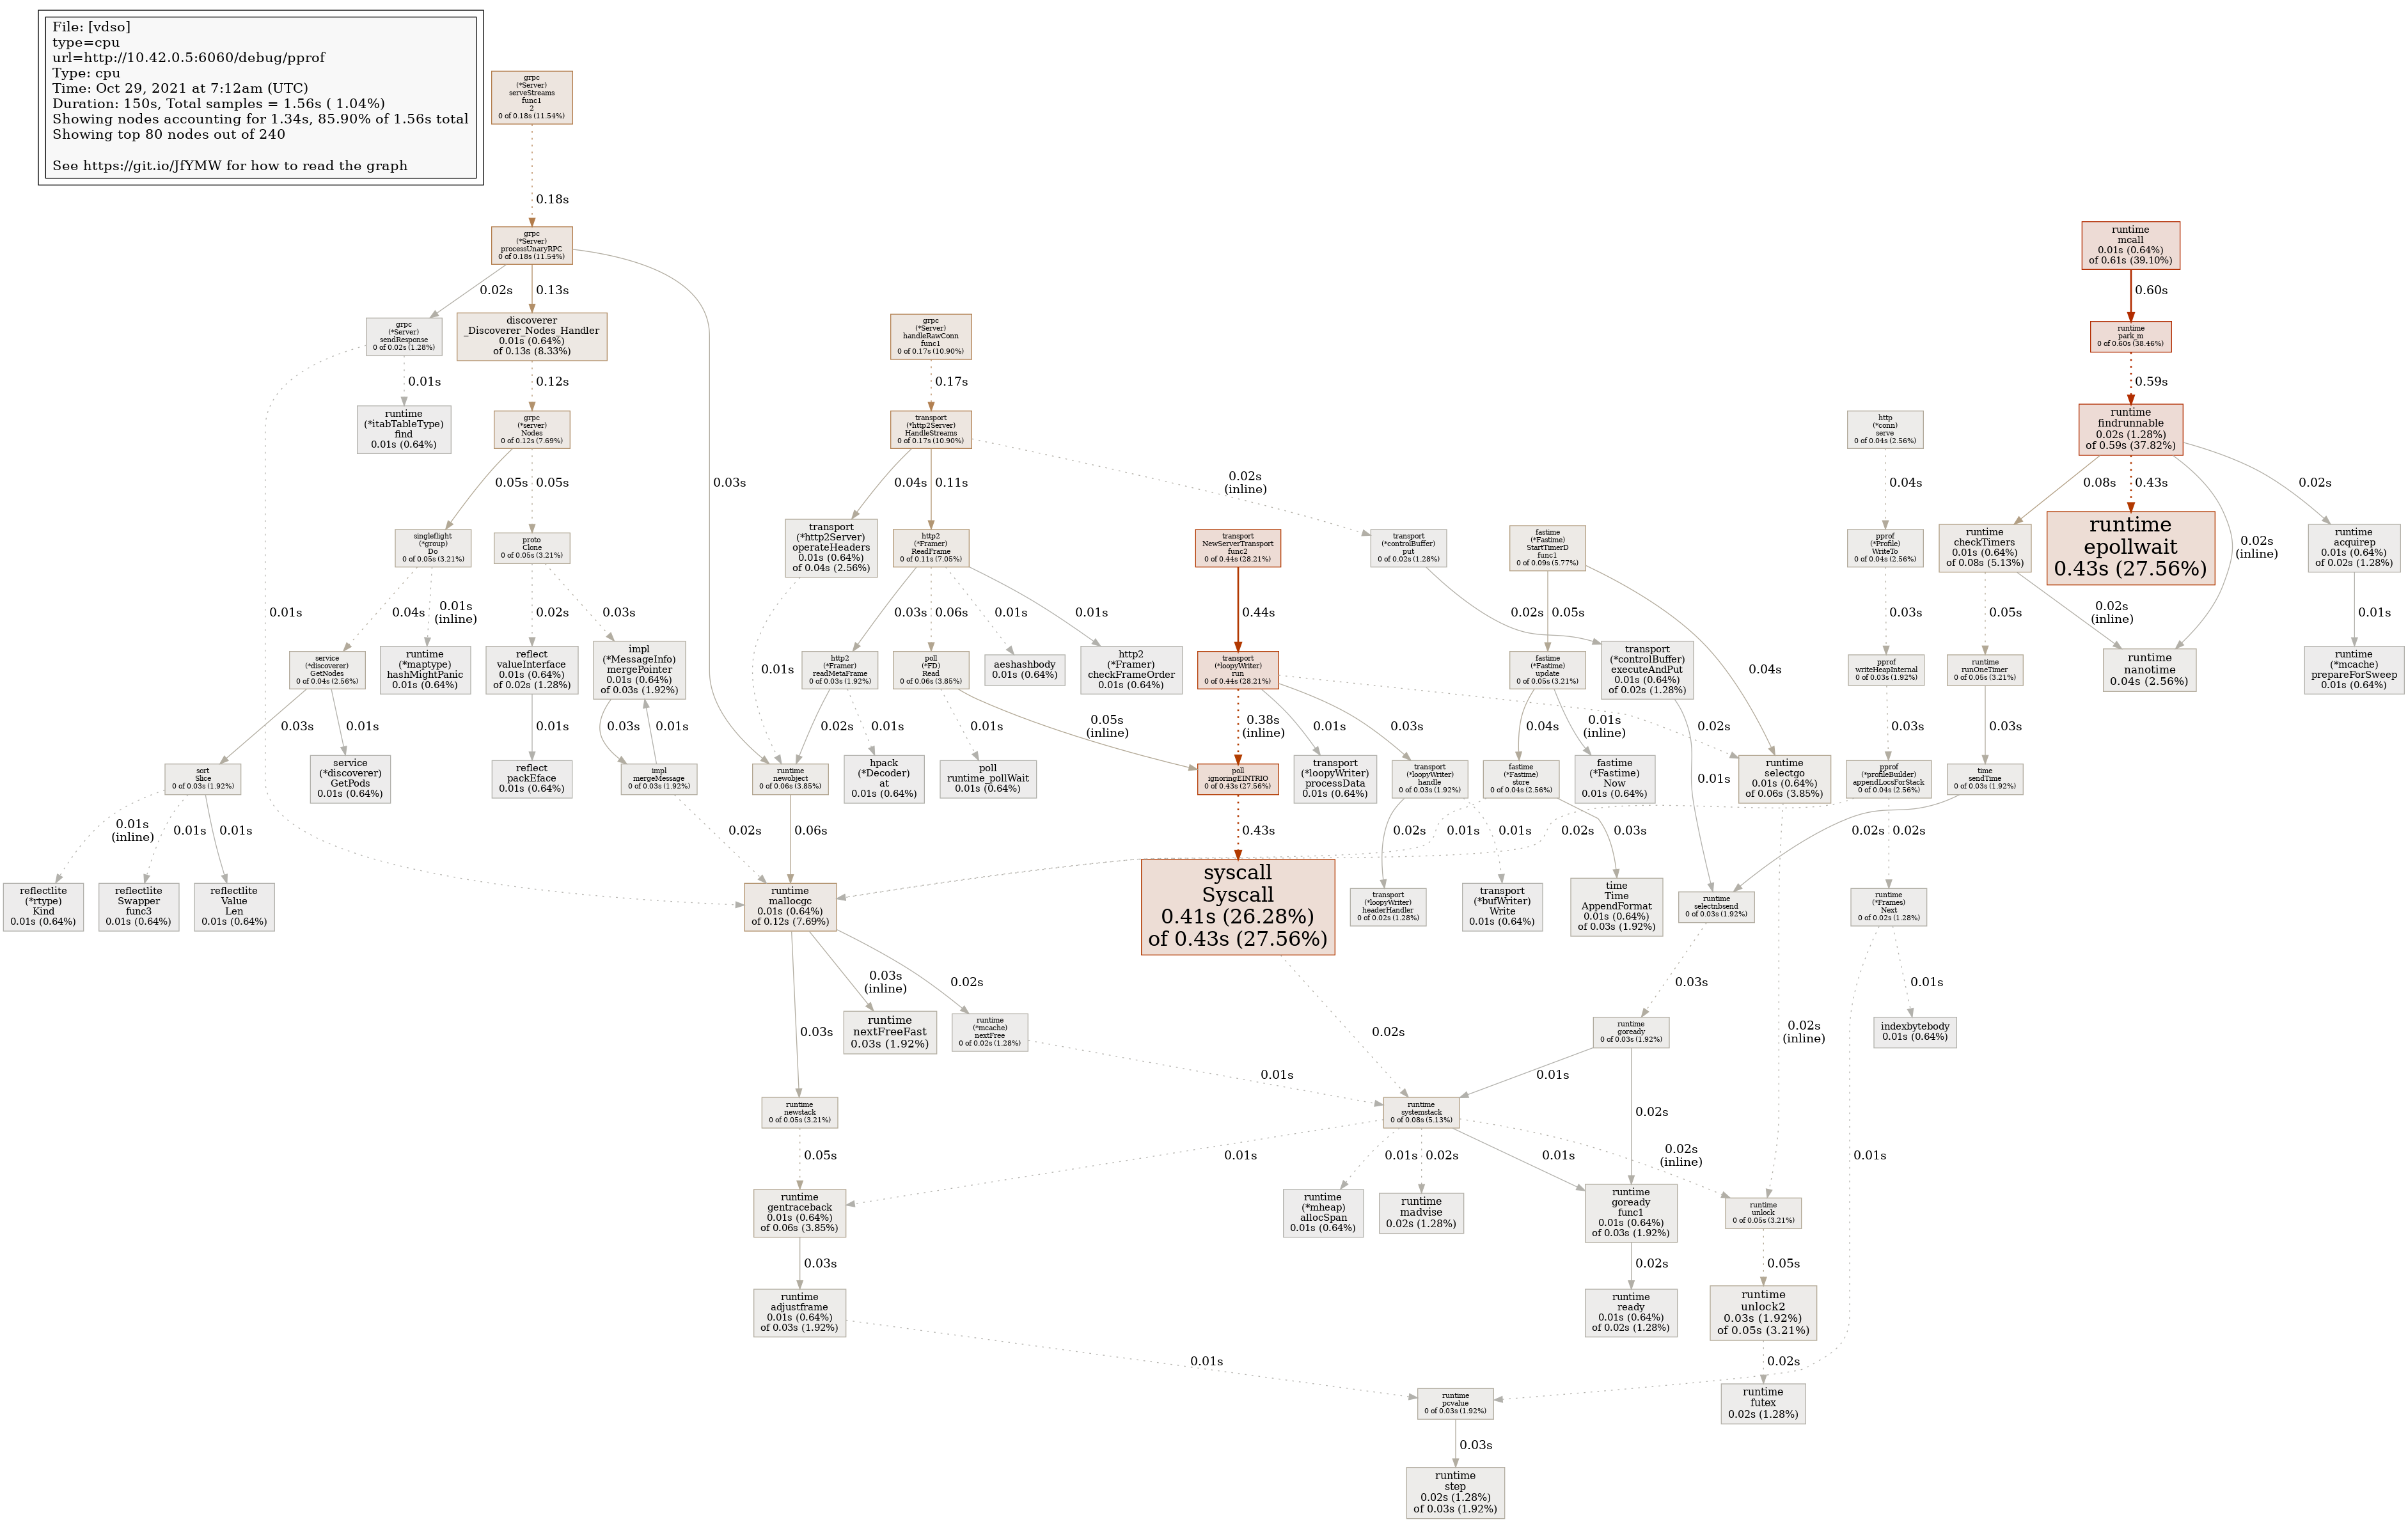 File: [vdso]
type=cpu
url=http://10.42.0.5:6060/debug/pprof
Type: cpu
Time: Oct 29, 2021 at 7:12am (UTC)
Duration: 150s, Total samples = 1.56s ( 1.04%)
Showing nodes accounting for 1.34s, 85.90% of 1.56s total
Showing top 80 nodes out of 240
See https://git.io/JfYMW for how to read the graph
grpc
(*Server)
serveStreams
func1
2
0 of 0.18s (11.54%)
0.18s
grpc
(*Server)
processUnaryRPC
0 of 0.18s (11.54%)
runtime
mcall
0.01s (0.64%)
of 0.61s (39.10%)
0.02s
0.13s
0.60s
grpc
(*Server)
sendResponse
0 of 0.02s (1.28%)
discoverer
_Discoverer_Nodes_Handler
0.01s (0.64%)
of 0.13s (8.33%)
grpc
(*Server)
handleRawConn
func1
0 of 0.17s (10.90%)
runtime
park_m
0 of 0.60s (38.46%)
0.01s
0.12s
0.17s
0.59s
runtime
(*itabTableType)
find
0.01s (0.64%)
grpc
(*server)
Nodes
0 of 0.12s (7.69%)
transport
(*http2Server)
HandleStreams
0 of 0.17s (10.90%)
http
(*conn)
serve
0 of 0.04s (2.56%)
runtime
findrunnable
0.02s (1.28%)
of 0.59s (37.82%)
0.05s
0.05s
0.03s
0.04s
0.11s
0.02s
(inline)
0.04s
0.08s
0.43s
0.02s
singleflight
(*group)
Do
0 of 0.05s (3.21%)
proto
Clone
0 of 0.05s (3.21%)
transport
(*http2Server)
operateHeaders
0.01s (0.64%)
of 0.04s (2.56%)
http2
(*Framer)
ReadFrame
0 of 0.11s (7.05%)
transport
NewServerTransport
func2
0 of 0.44s (28.21%)
transport
(*controlBuffer)
put
0 of 0.02s (1.28%)
fastime
(*Fastime)
StartTimerD
func1
0 of 0.09s (5.77%)
pprof
(*Profile)
WriteTo
0 of 0.04s (2.56%)
runtime
checkTimers
0.01s (0.64%)
of 0.08s (5.13%)
runtime
epollwait
0.43s (27.56%)
0.02s
(inline)
runtime
acquirep
0.01s (0.64%)
of 0.02s (1.28%)
0.01s
0.04s
0.01s
(inline)
0.02s
0.03s
0.03s
0.06s
0.01s
0.01s
0.44s
0.02s
0.05s
0.03s
0.05s
0.02s
(inline)
0.01s
service
(*discoverer)
GetNodes
0 of 0.04s (2.56%)
runtime
(*maptype)
hashMightPanic
0.01s (0.64%)
reflect
valueInterface
0.01s (0.64%)
of 0.02s (1.28%)
impl
(*MessageInfo)
mergePointer
0.01s (0.64%)
of 0.03s (1.92%)
0.01s
http2
(*Framer)
readMetaFrame
0 of 0.03s (1.92%)
poll
(*FD)
Read
0 of 0.06s (3.85%)
aeshashbody
0.01s (0.64%)
http2
(*Framer)
checkFrameOrder
0.01s (0.64%)
transport
(*loopyWriter)
run
0 of 0.44s (28.21%)
fastime
(*Fastime)
update
0 of 0.05s (3.21%)
transport
(*controlBuffer)
executeAndPut
0.01s (0.64%)
of 0.02s (1.28%)
0.04s
pprof
writeHeapInternal
0 of 0.03s (1.92%)
runtime
runOneTimer
0 of 0.05s (3.21%)
runtime
nanotime
0.04s (2.56%)
runtime
(*mcache)
prepareForSweep
0.01s (0.64%)
0.03s
0.01s
0.01s
0.03s
0.01s
0.02s
0.01s
0.01s
0.05s
(inline)
0.38s
(inline)
0.01s
0.03s
0.04s
0.01s
(inline)
0.02s
0.03s
0.03s
sort
Slice
0 of 0.03s (1.92%)
service
(*discoverer)
GetPods
0.01s (0.64%)
reflect
packEface
0.01s (0.64%)
impl
mergeMessage
0 of 0.03s (1.92%)
runtime
newobject
0 of 0.06s (3.85%)
hpack
(*Decoder)
at
0.01s (0.64%)
poll
runtime_pollWait
0.01s (0.64%)
poll
ignoringEINTRIO
0 of 0.43s (27.56%)
transport
(*loopyWriter)
processData
0.01s (0.64%)
transport
(*loopyWriter)
handle
0 of 0.03s (1.92%)
fastime
(*Fastime)
store
0 of 0.04s (2.56%)
fastime
(*Fastime)
Now
0.01s (0.64%)
0.01s
runtime
selectgo
0.01s (0.64%)
of 0.06s (3.85%)
pprof
(*profileBuilder)
appendLocsForStack
0 of 0.04s (2.56%)
time
sendTime
0 of 0.03s (1.92%)
0.01s
(inline)
0.01s
0.01s
0.02s
0.06s
0.43s
0.02s
0.01s
0.01s
0.02s
0.03s
0.02s
0.02s
reflectlite
(*rtype)
Kind
0.01s (0.64%)
reflectlite
Swapper
func3
0.01s (0.64%)
reflectlite
Value
Len
0.01s (0.64%)
runtime
mallocgc
0.01s (0.64%)
of 0.12s (7.69%)
syscall
Syscall
0.41s (26.28%)
of 0.43s (27.56%)
transport
(*loopyWriter)
headerHandler
0 of 0.02s (1.28%)
transport
(*bufWriter)
Write
0.01s (0.64%)
time
Time
AppendFormat
0.01s (0.64%)
of 0.03s (1.92%)
runtime
selectnbsend
0 of 0.03s (1.92%)
runtime
(*Frames)
Next
0 of 0.02s (1.28%)
0.03s
0.03s
(inline)
0.02s
0.02s
0.03s
0.02s
(inline)
0.01s
runtime
nextFreeFast
0.03s (1.92%)
runtime
(*mcache)
nextFree
0 of 0.02s (1.28%)
runtime
goready
0 of 0.03s (1.92%)
indexbytebody
0.01s (0.64%)
0.01s
0.01s
0.02s
runtime
newstack
0 of 0.05s (3.21%)
runtime
systemstack
0 of 0.08s (5.13%)
0.05s
0.01s
0.01s
0.02s
0.01s
0.02s
(inline)
0.01s
runtime
gentraceback
0.01s (0.64%)
of 0.06s (3.85%)
runtime
(*mheap)
allocSpan
0.01s (0.64%)
runtime
madvise
0.02s (1.28%)
runtime
goready
func1
0.01s (0.64%)
of 0.03s (1.92%)
runtime
unlock
0 of 0.05s (3.21%)
0.03s
0.02s
0.05s
runtime
adjustframe
0.01s (0.64%)
of 0.03s (1.92%)
runtime
ready
0.01s (0.64%)
of 0.02s (1.28%)
runtime
unlock2
0.03s (1.92%)
of 0.05s (3.21%)
0.01s
0.02s
runtime
pcvalue
0 of 0.03s (1.92%)
runtime
futex
0.02s (1.28%)
0.03s
runtime
step
0.02s (1.28%)
of 0.03s (1.92%)